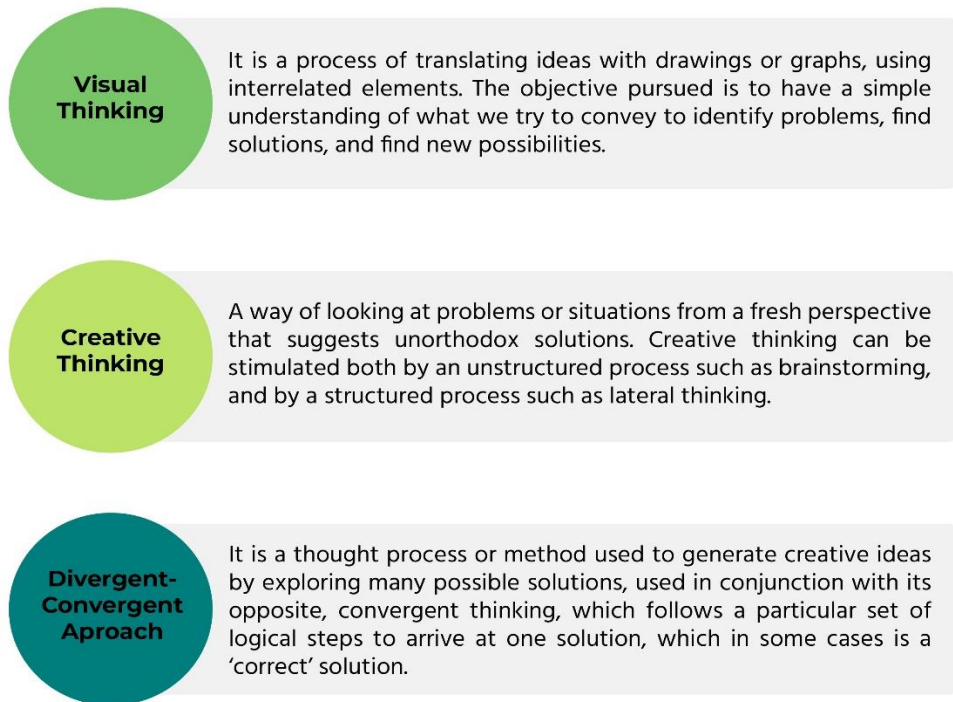 Visual
Thinking
It is a process of translating ideas with drawings or graphs, using
interrelated elements. The objective pursued is to have a simple
understanding of what we try to convey to identify problems, find
solutions, and find new possibilities.
Creative
Thinking
A way of looking at problems or situations from a fresh perspective
that suggests unorthodox solutions. Creative thinking can be
stimulated both by an unstructured process such as brainstorming,
and by a structured process such as lateral thinking.
Divergent-
Convergent
Aproach
It is a thought process or method used to generate creative ideas
by exploring many possible solutions, used in conjunction with its
opposite, convergent thinking, which follows a particular set of
logical steps to arrive at one solution, which in some cases is a
‘correct’ solution.